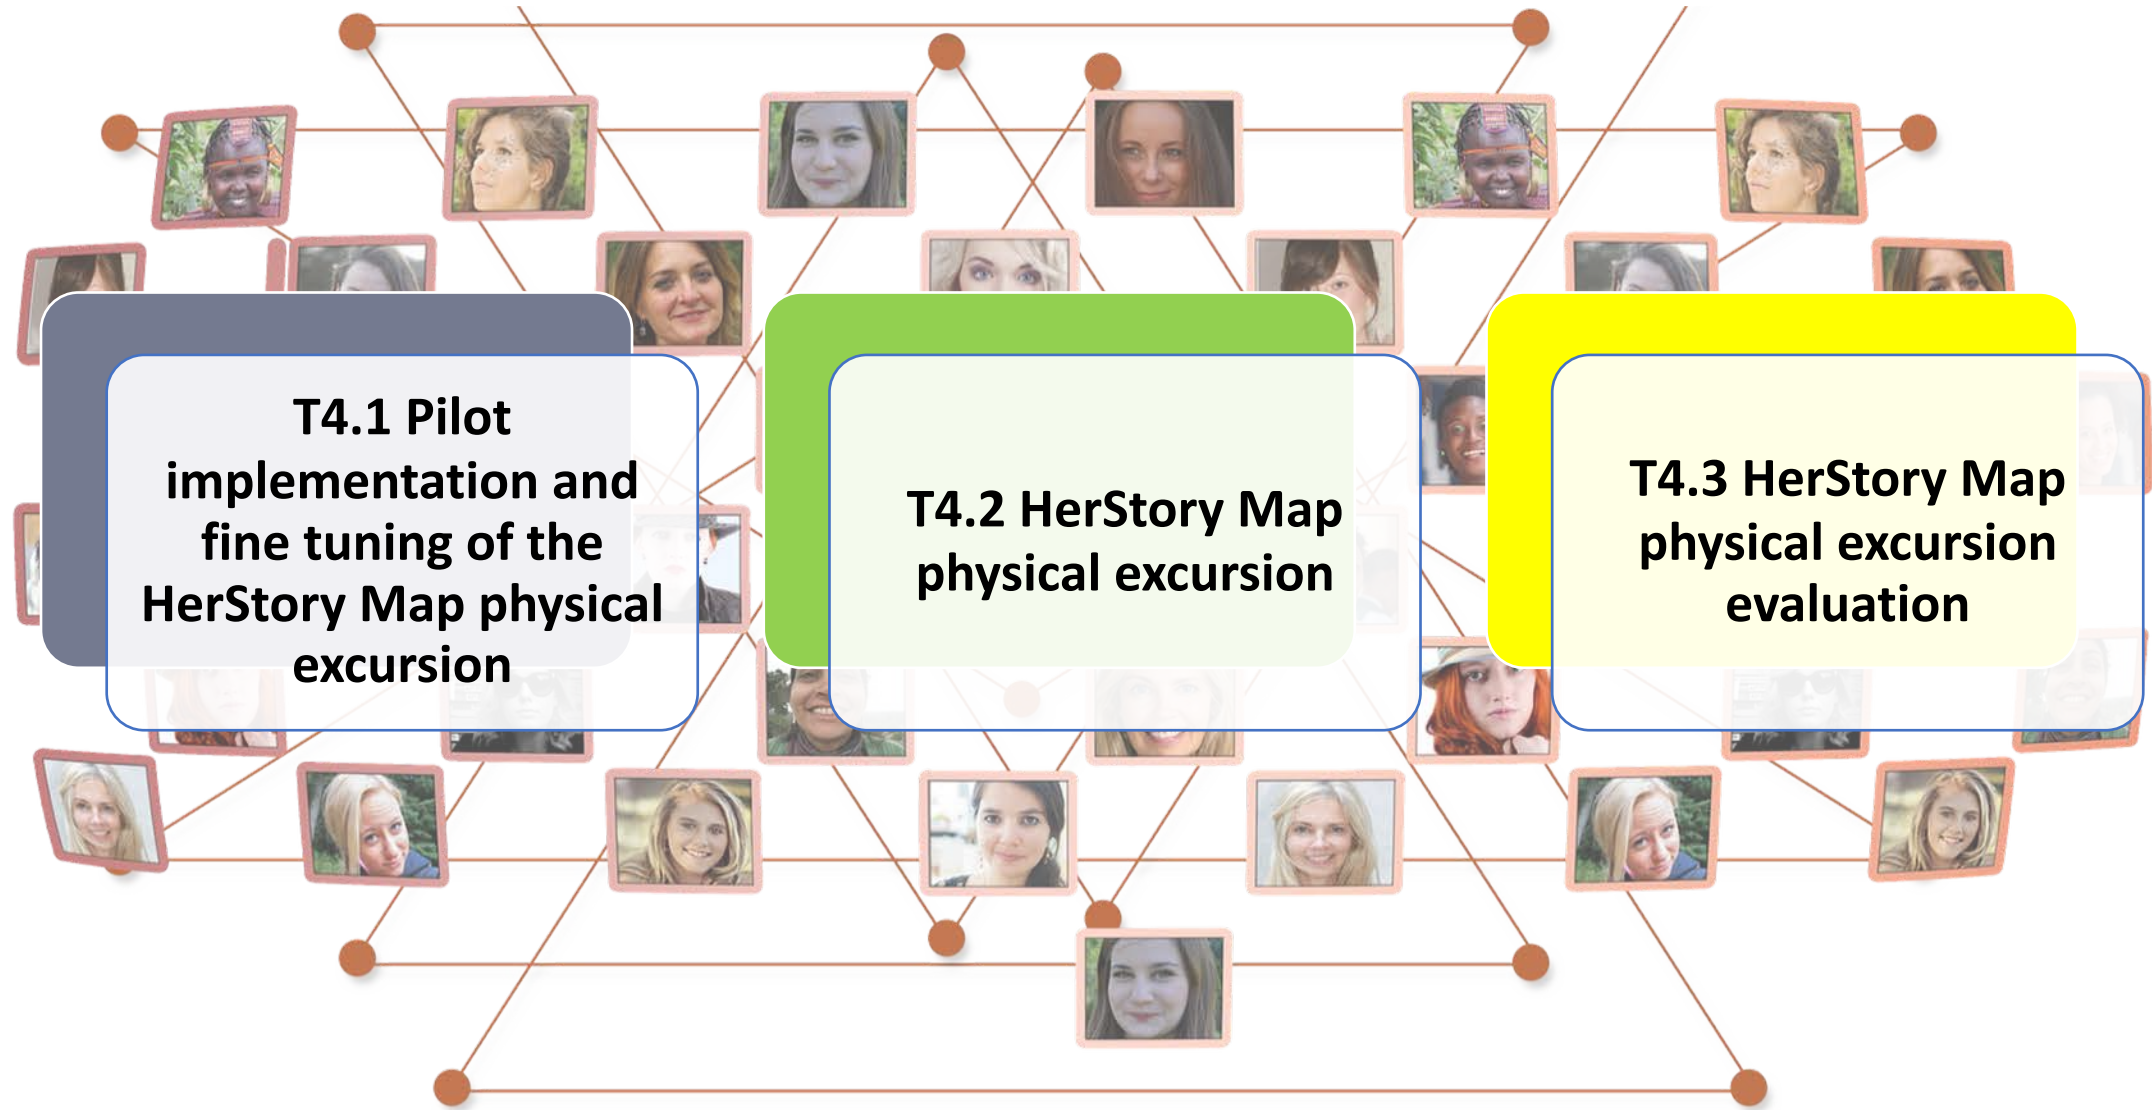 T4.1 Pilot
implementation and
fine tuning of the
HerStory Map physical
excursion
T4.2 HerStory Map
physical excursion
T4.3 HerStory Map
physical excursion
evaluation